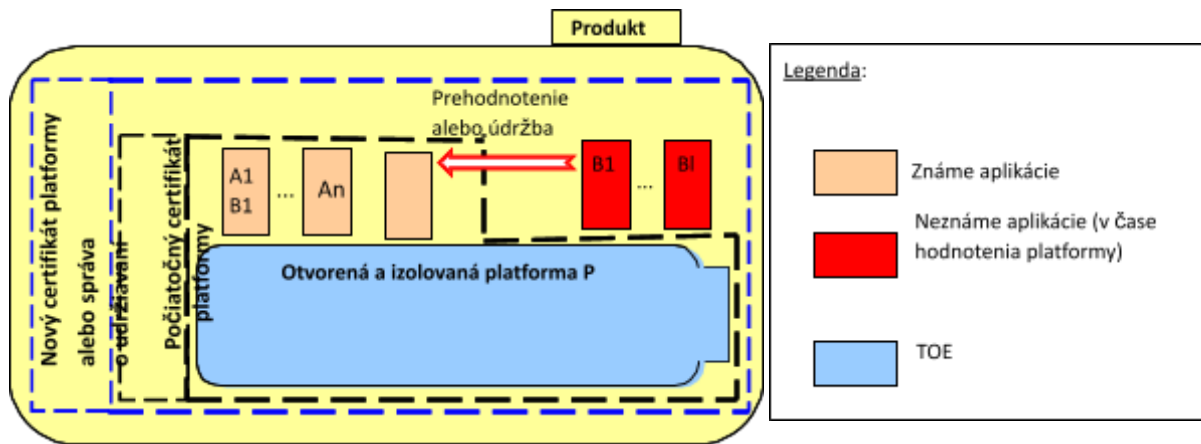 Produkt
Nový certifikát platformy
alebo správa
o udržiavaní
Počiatočný certifikát
platformy
Prehodnotenie
alebo údržba
A1
B1
...
An
B1
...
Bl
Otvorená a izolovaná platforma P
Legenda:
Známe aplikácie
Neznáme aplikácie (v čase
hodnotenia platformy)
TOE